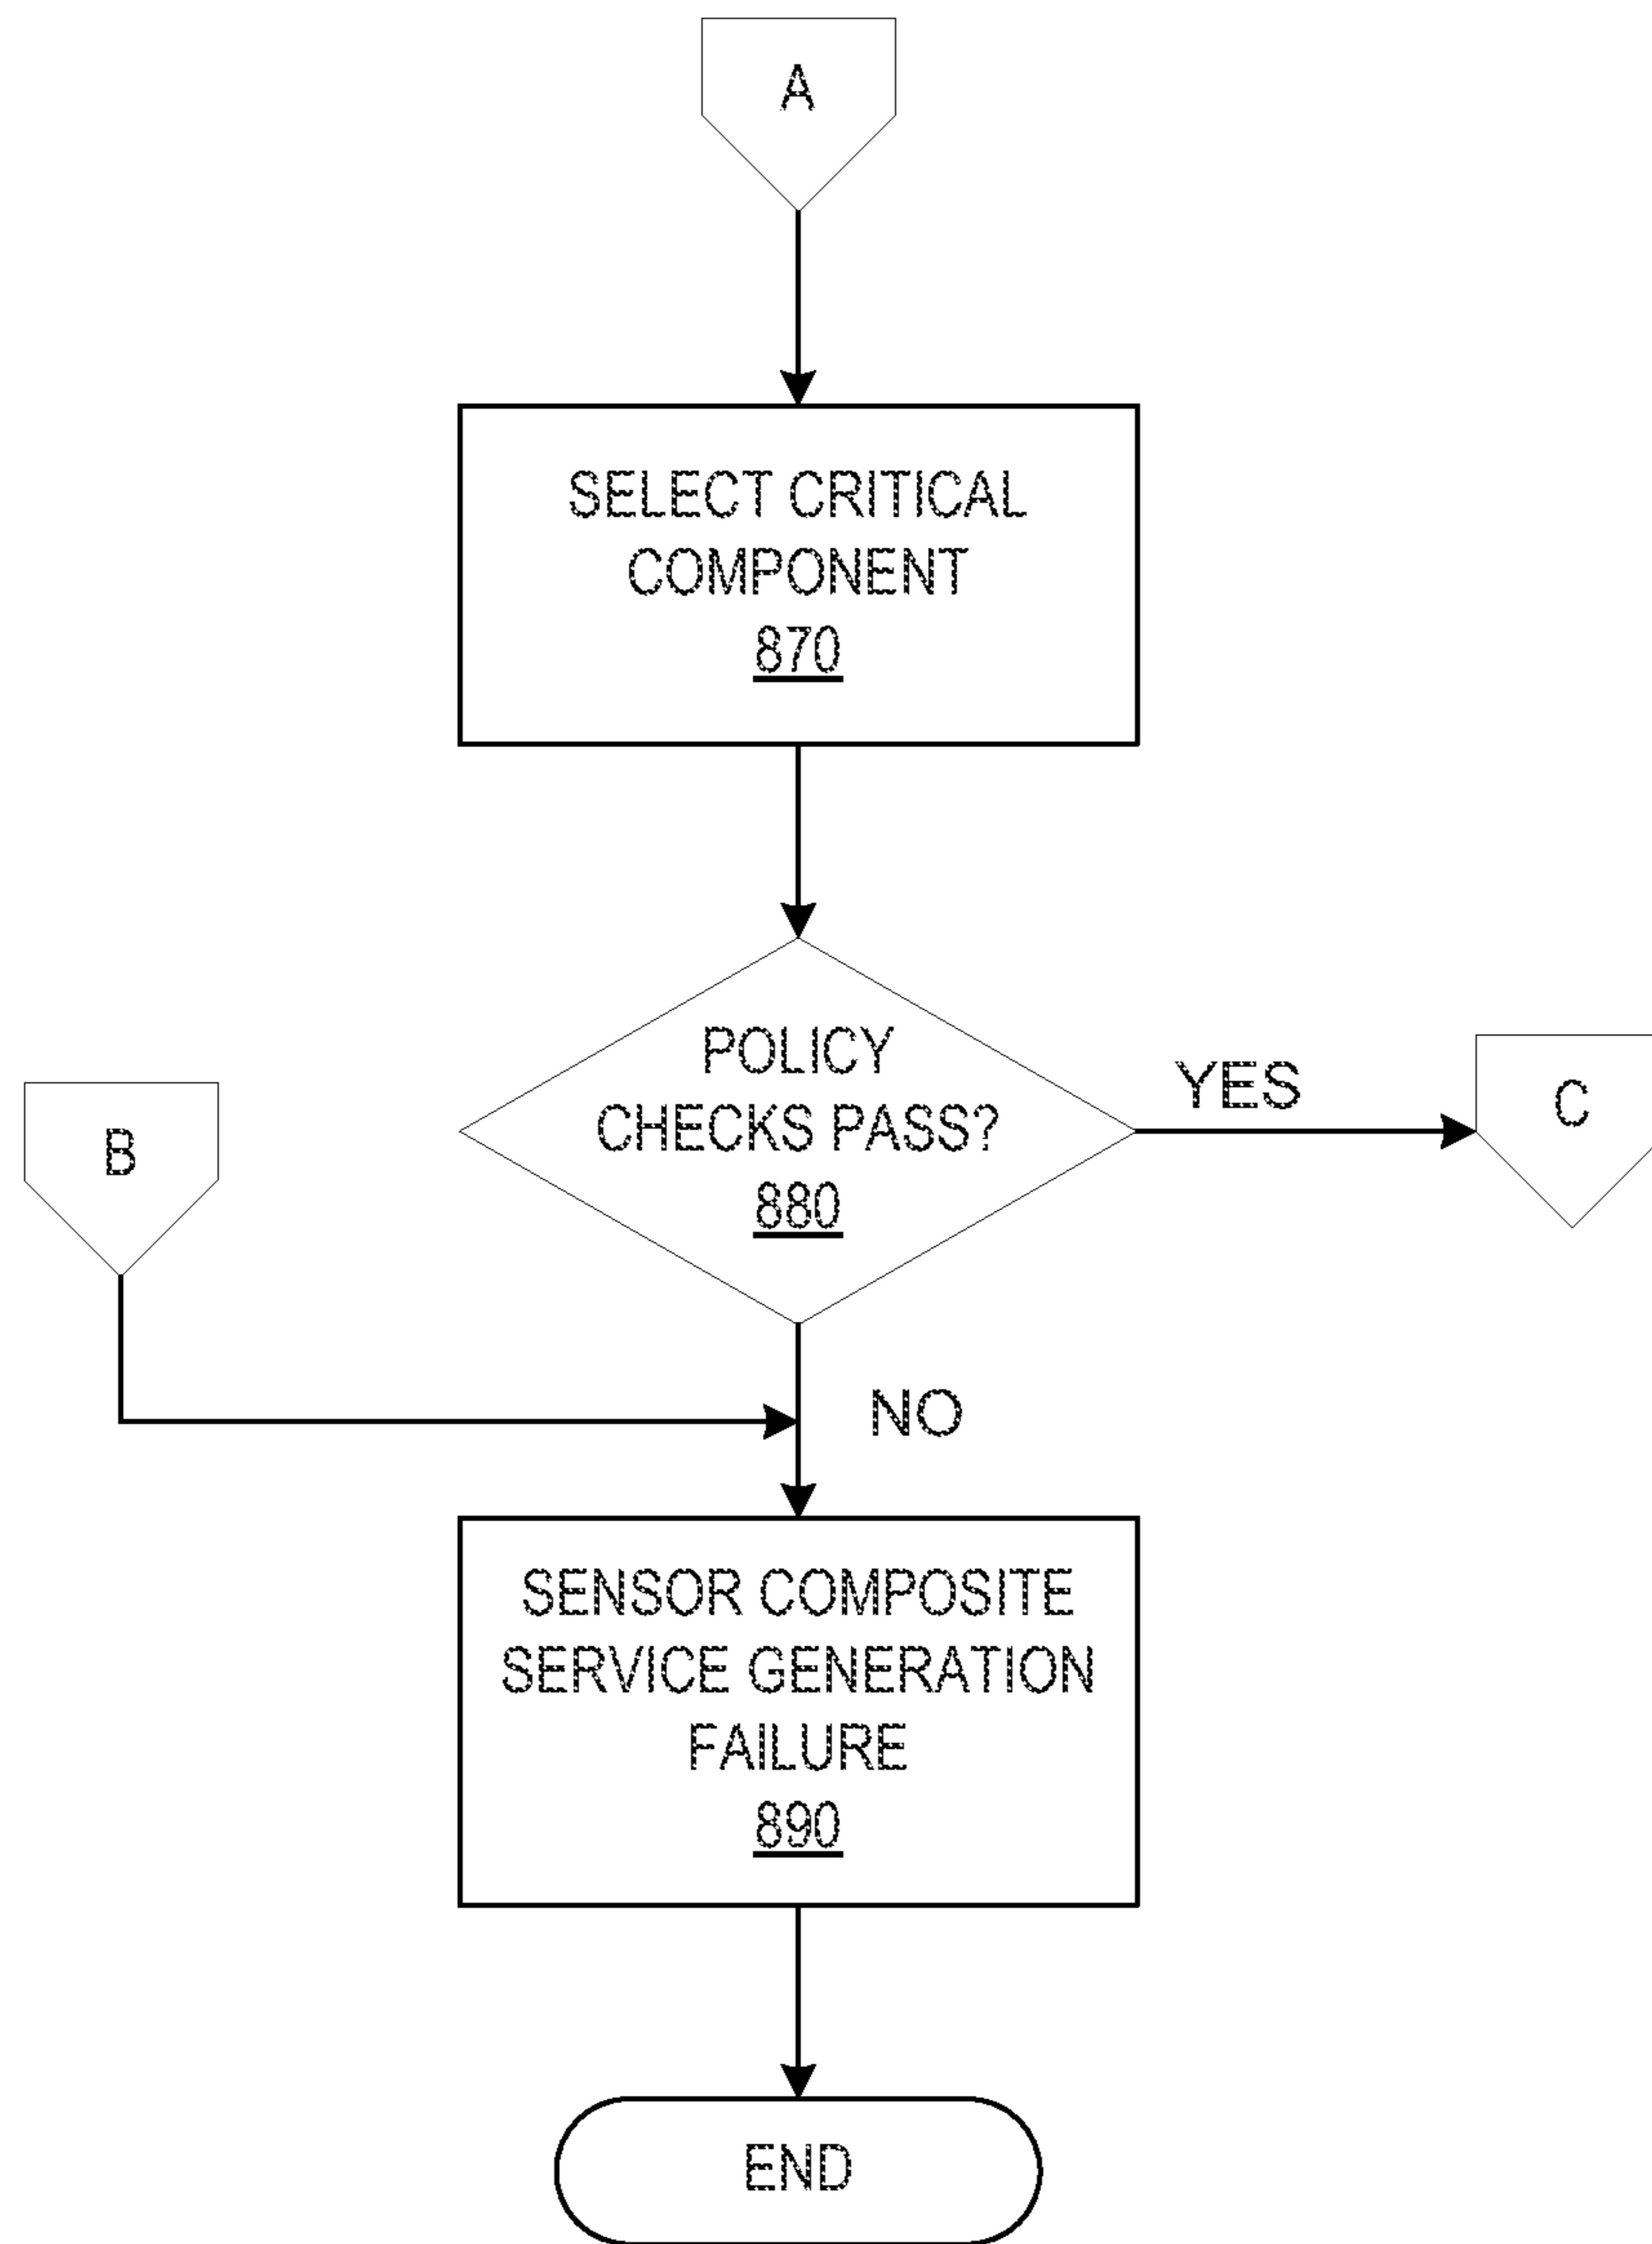 A
SELECT CRITICAL
COMPONENT
870
POLICY
CHECKS PASS?
880
YES
C
B
NO
SENSOR COMPOSITE
SERVICE GENERATION
FAILURE
890
END